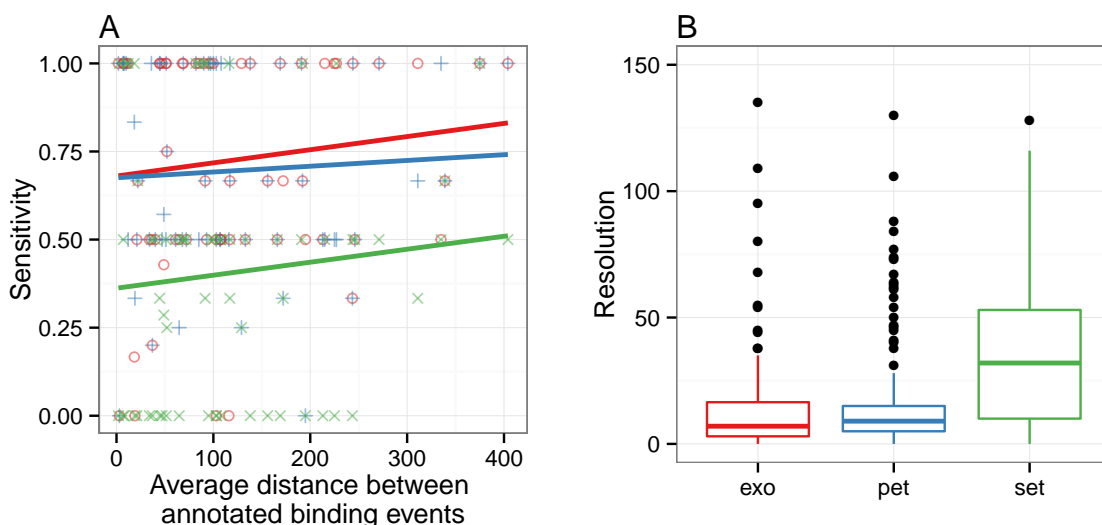 A
Sensitivity
1.00
0.75
0.50
0.25
0.00
0 100 200 300 400
Average distance between
annotated binding events
B
Resolution
150
100
50
0
exo pet set